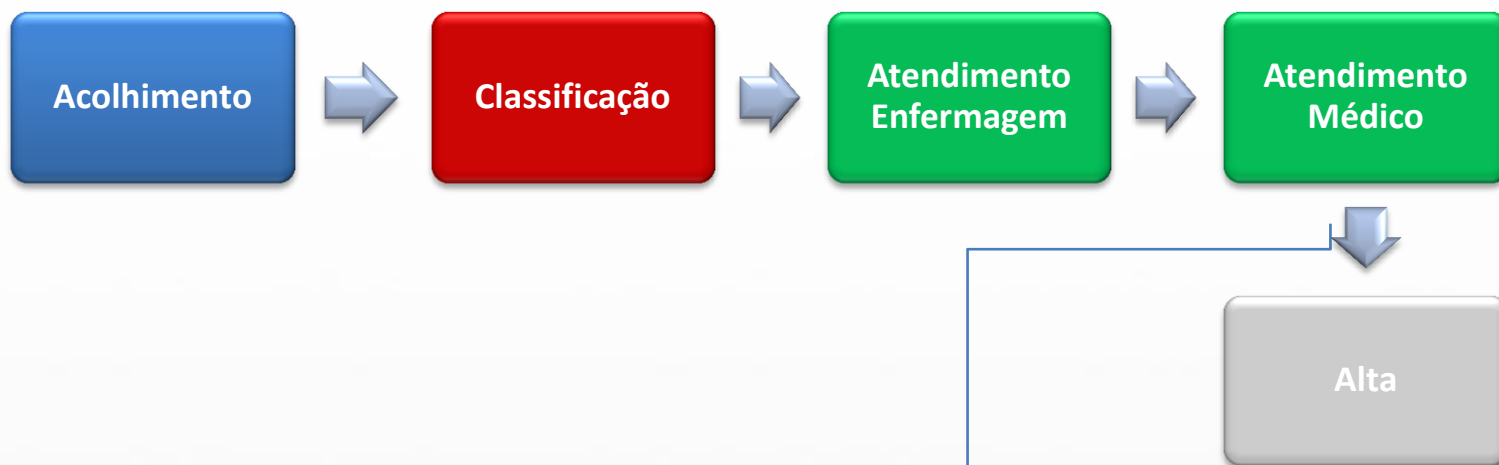 Acolhimento
Classificação
Atendimento
Enfermagem
Atendimento
Médico
Alta